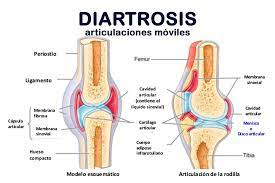 DIARTROSIS
articulaciones móviles
Periostio
Ligamento
Cápsula
articular
Membrana
fibrosa
Membrana
sinovial
Hueso
compacto
Modelo esquemático
Fémur
Cavidad
articular
(contiene el
líquido sinovial)
Cartílago
articular
Cuerpo
adiposo
infrarotuliano
Membrana
sinovial
Cavidad
articular
Menisco
o
Disco articular
Tibia
Articulación de la rodilla